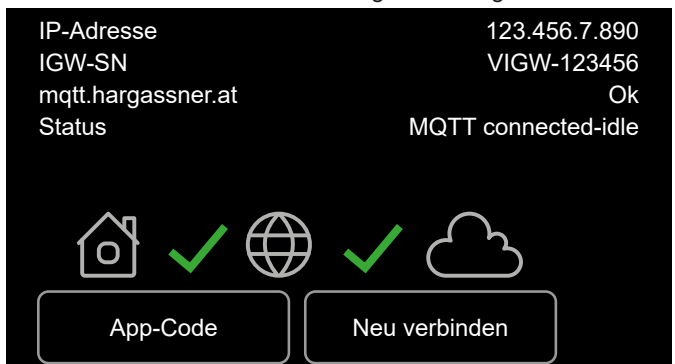 IP-Adresse 123.456.7.890
IGW-SN VIGW-123456
mqtt.hargassner.at Ok
Status MQTT connected-idle
App-Code Neu verbinden